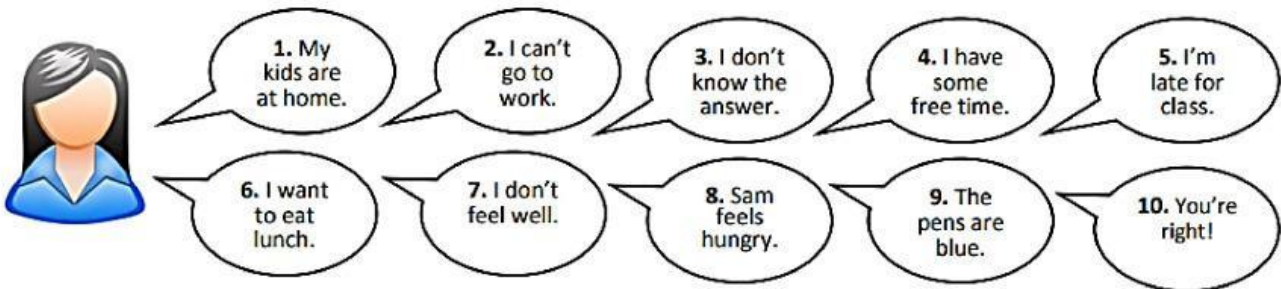 1. My
kids are
at home.
2. I can't
go to
work.
3. I don't
know the
answer.
4. I have
some
free time.
5. I'm
late for
class.
6. I want
to eat
lunch.
7. I don't
feel well.
8. Sam
feels
hungry.
9. The
pens are
blue.
10. You're
right!